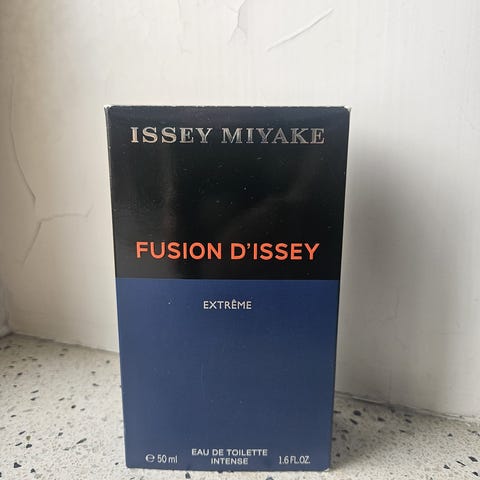 ISSEY MIYAKE
FUSION D'ISSEY
EXTRÊME
EAU DE TOILETTE
INTENSE
℮ 50 ml
1.6 FL.OZ.